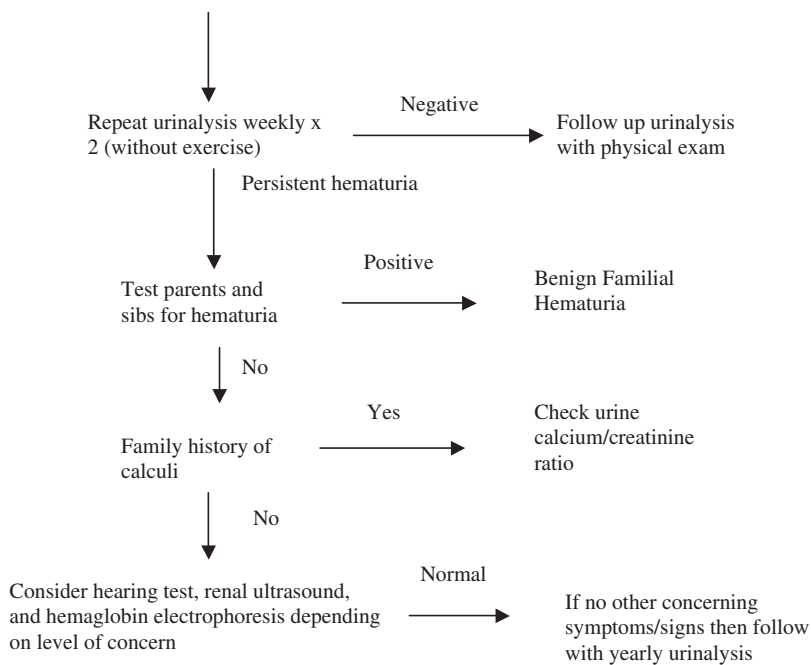 Repeat urinalysis weekly x
2 (without exercise)
Negative
Follow up urinalysis
with physical exam
Persistent hematuria
Test parents and
sibs for hematuria
Positive
Benign Familial
Hematuria
No
Family history of
calculi
Yes
Check urine
calcium/creatinine
ratio
No
Consider hearing test, renal ultrasound,
and hemaglobin electrophoresis depending
on level of concern
Normal
If no other concerning
symptoms/signs then follow
with yearly urinalysis